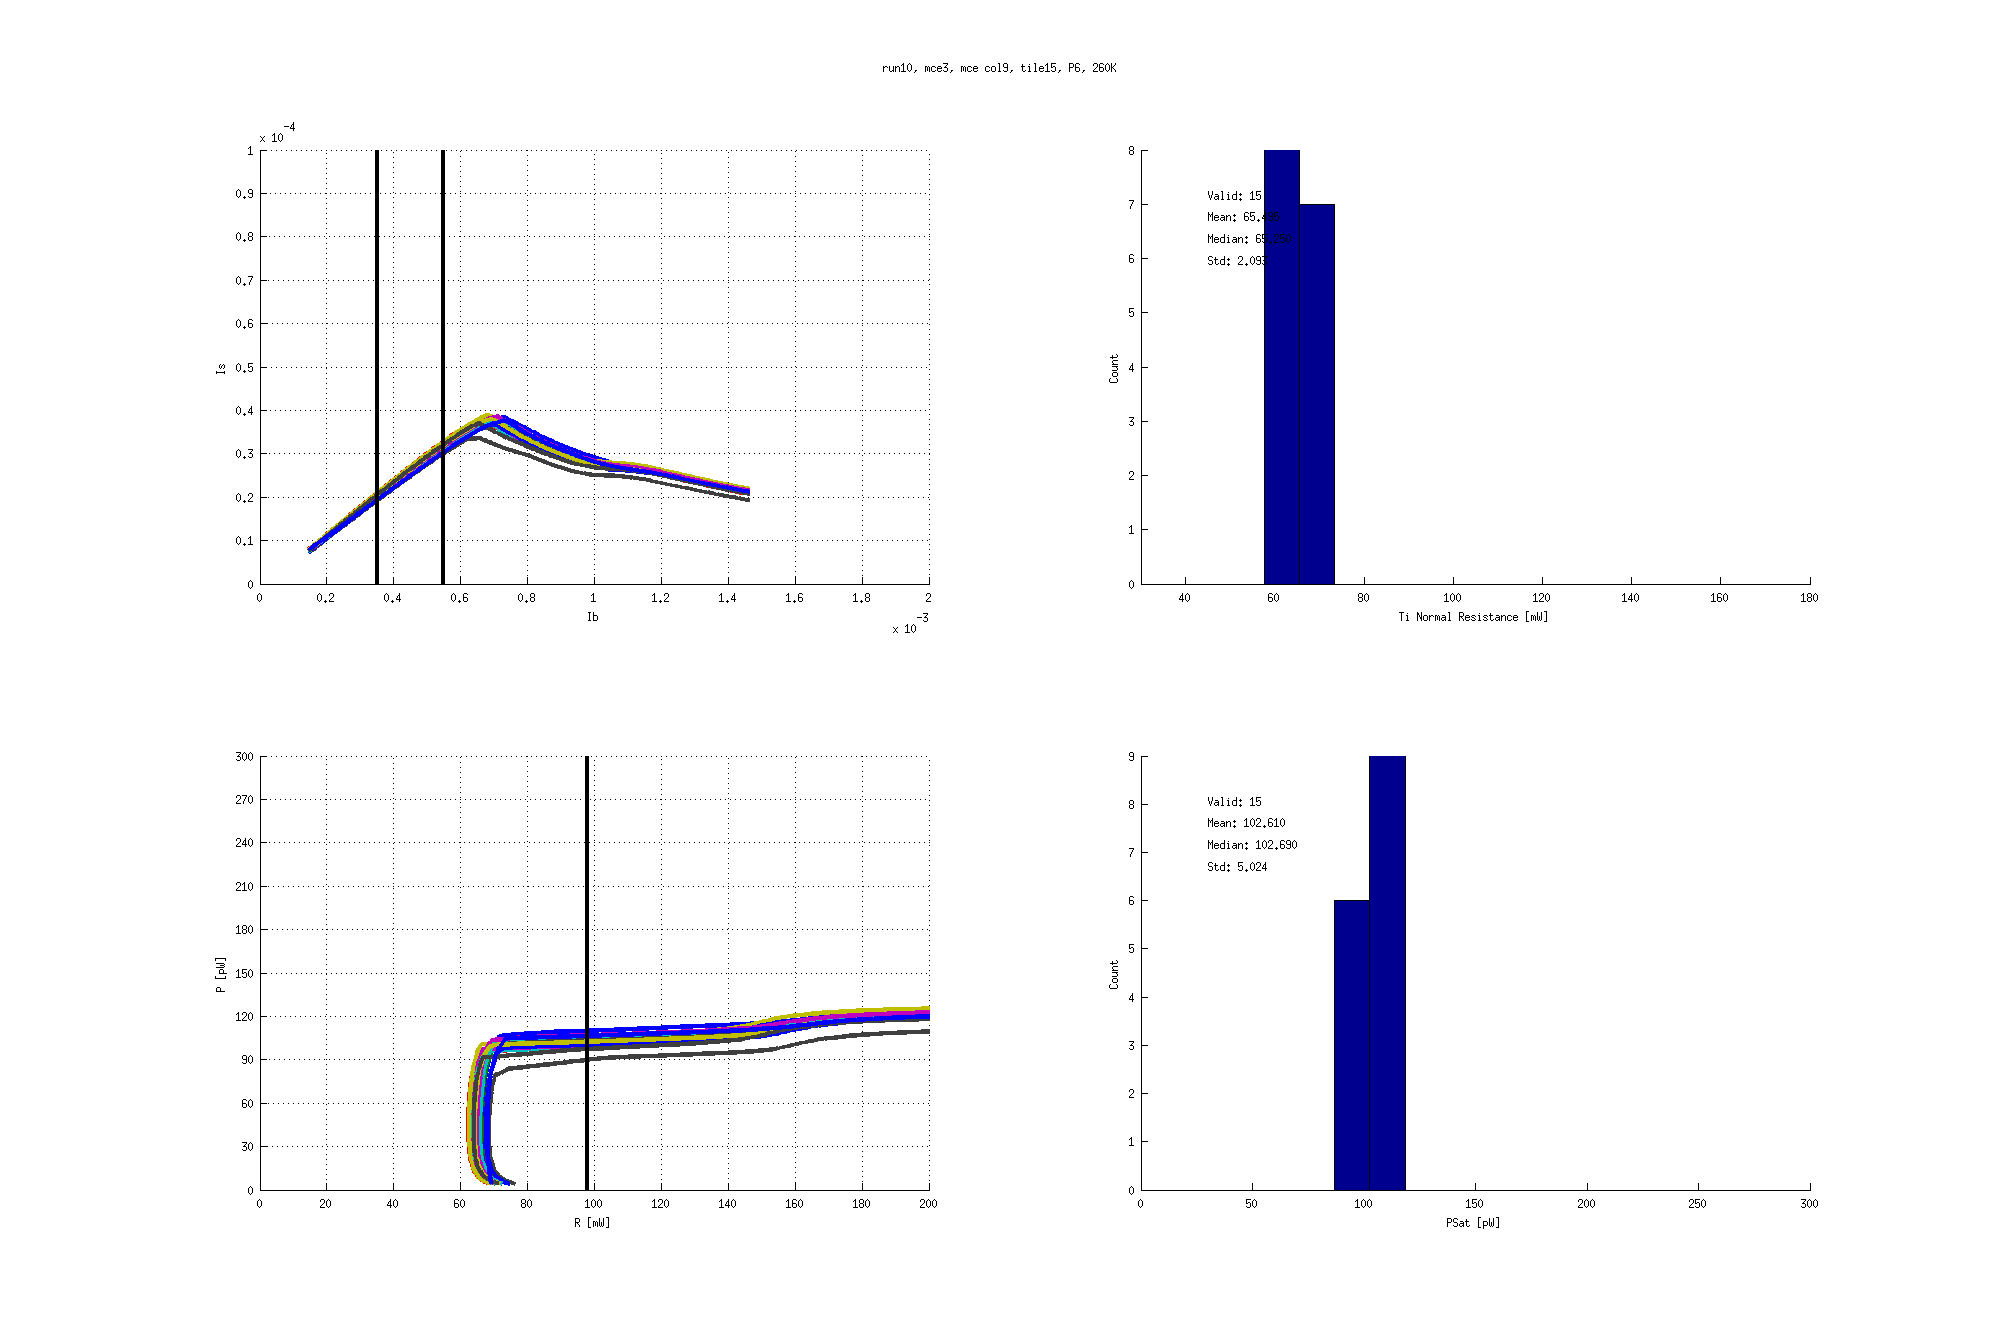 run10, mce3, mce col9, tile15, P6, 260K
x 10
-4
1
0.9
0.8
0.7
0.6
0.5
0.4
0.3
0.2
0.1
0
Is
0 0.2 0.4 0.6 0.8 1 1.2 1.4 1.6 1.8 2
Ib
x 10
-3
8
7
6
5
4
3
2
1
0
Count
Valid: 15
Mean: 65.495
Median: 65.250
Std: 2.093
40 60 80 100 120 140 160 180
Ti Normal Resistance [mW]
300
270
240
210
180
150
120
90
60
30
0
P [pW]
0 20 40 60 80 100 120 140 160 180 200
R [mW]
9
8
7
6
5
4
3
2
1
0
Count
Valid: 15
Mean: 102.610
Median: 102.690
Std: 5.024
0 50 100 150 200 250 300
PSat [pW]